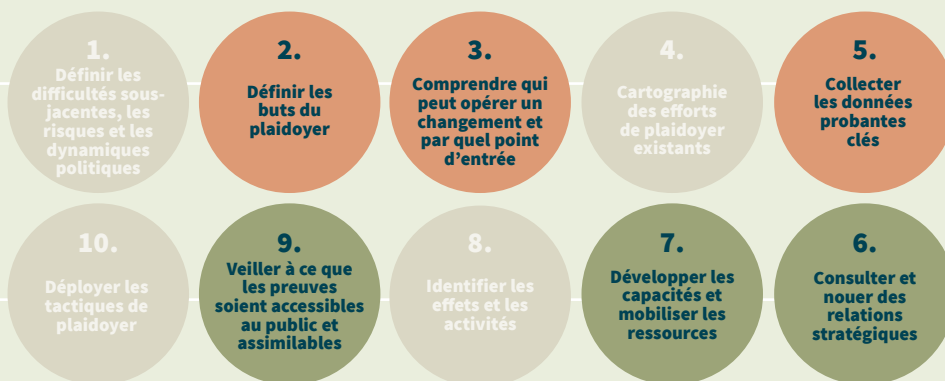 1.
Définir les
difficultés sous-
jacentes, les
risques et les
dynamiques
politiques
2.
Définir les
buts du
plaidoyer
3.
Comprendre qui
peut opérer un
changement et
par quel point
d’entrée
4.
Cartographie
des efforts
de plaidoyer
existants
5.
Collecter
les données
probantes
clés
10.
Déployer les
tactiques de
plaidoyer
9.
Veiller à ce que
les preuves
soient accessibles
au public et
assimilables
8.
Identifier les
effets et les
activités
7.
Développer les
capacités et
mobiliser les
ressources
6.
Consulter et
nouer des
relations
stratégiques